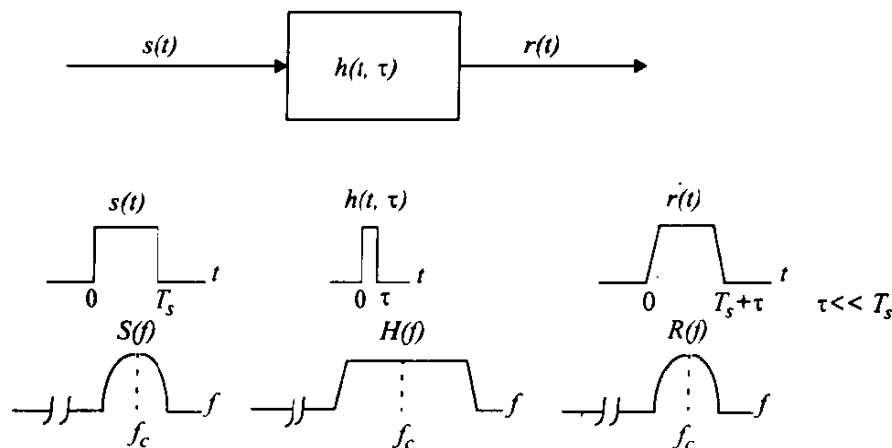 s(t) h(t, τ) r(t)
s(t) h(t, τ) r(t)
t t t
0 T_s 0 τ 0 T_s+τ τ<< T_s
S(f) H(f) R(f)
f f f
f_c f_c f_c